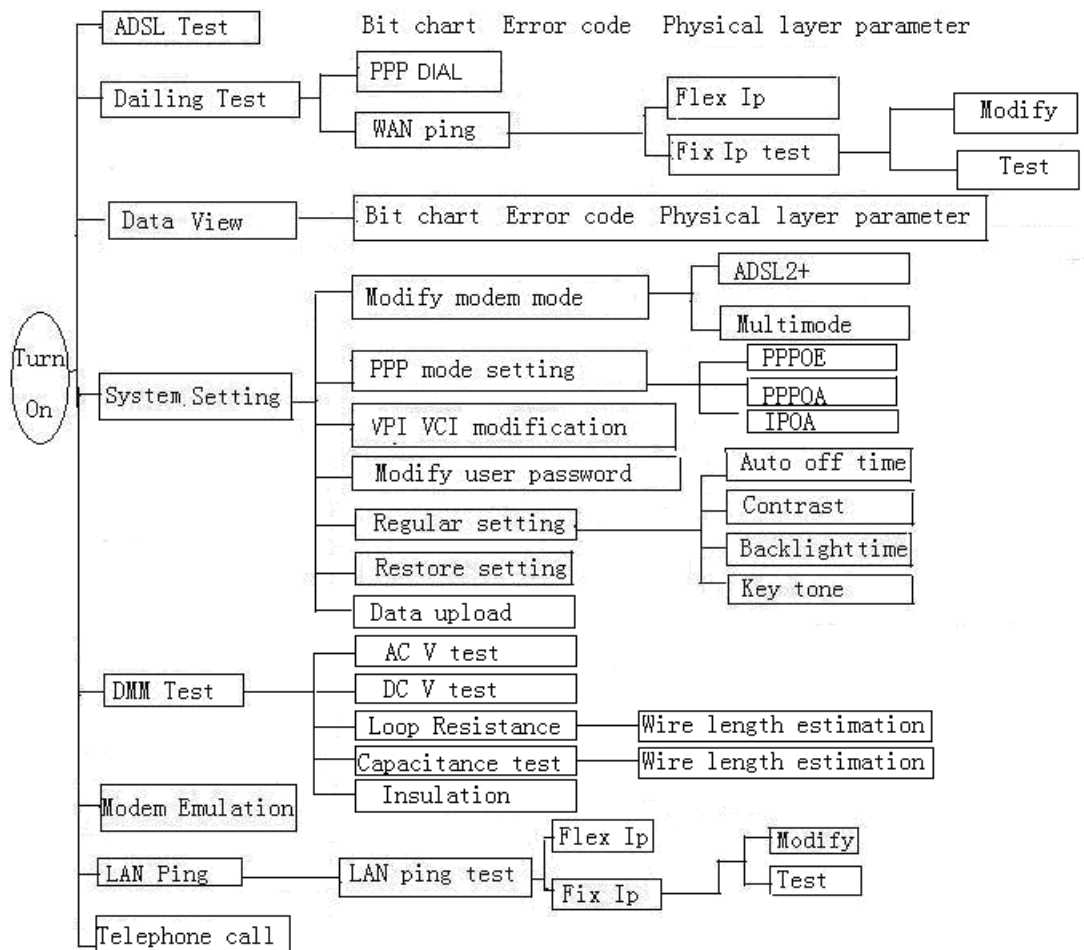 ADSL Test Bit chart Error code Physical layer parameter
PPP DIAL
Dailing Test
Flex Ip
Modify
WAN ping
Fix Ip test
Test
Data View Bit chart Error code Physical layer parameter
ADSL2+
Modify modem mode
Multimode
Turn
On
PPP mode setting
PPPOE
System Setting
PPPOA
IPOA
VPI VCI modification
Auto off time
Modify user password
Contrast
Regular setting
Backlighttime
Restore setting
Key tone
Data upload
AC V test
DMM Test
DC V test
Loop Resistance Wire length estimation
Capacitance test Wire length estimation
Insulation
Modem Emulation
Flex Ip
Modify
LAN Ping LAN ping test
Fix Ip
Test
Telephone call